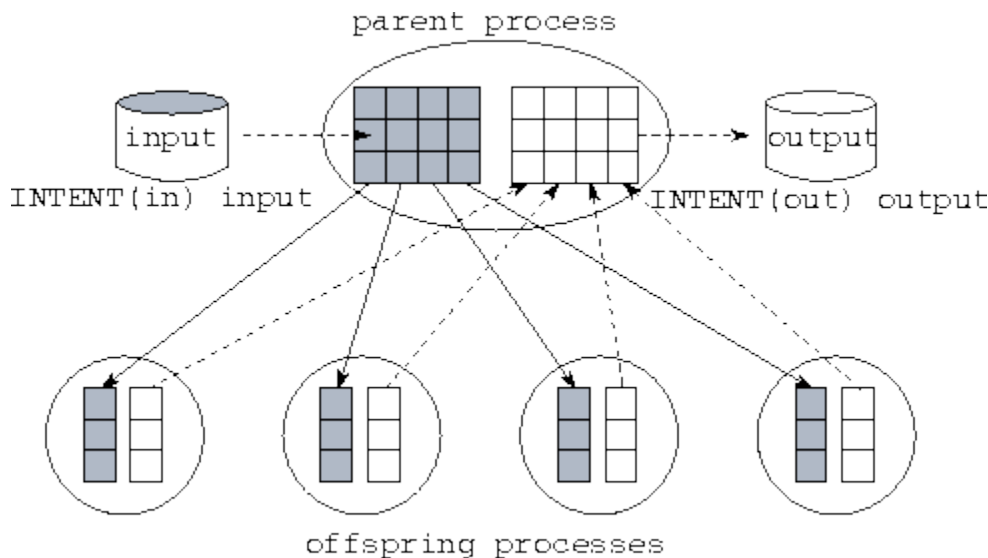 parent process
input
output
INTENT(in) input
INTENT(out) output
offspring processes